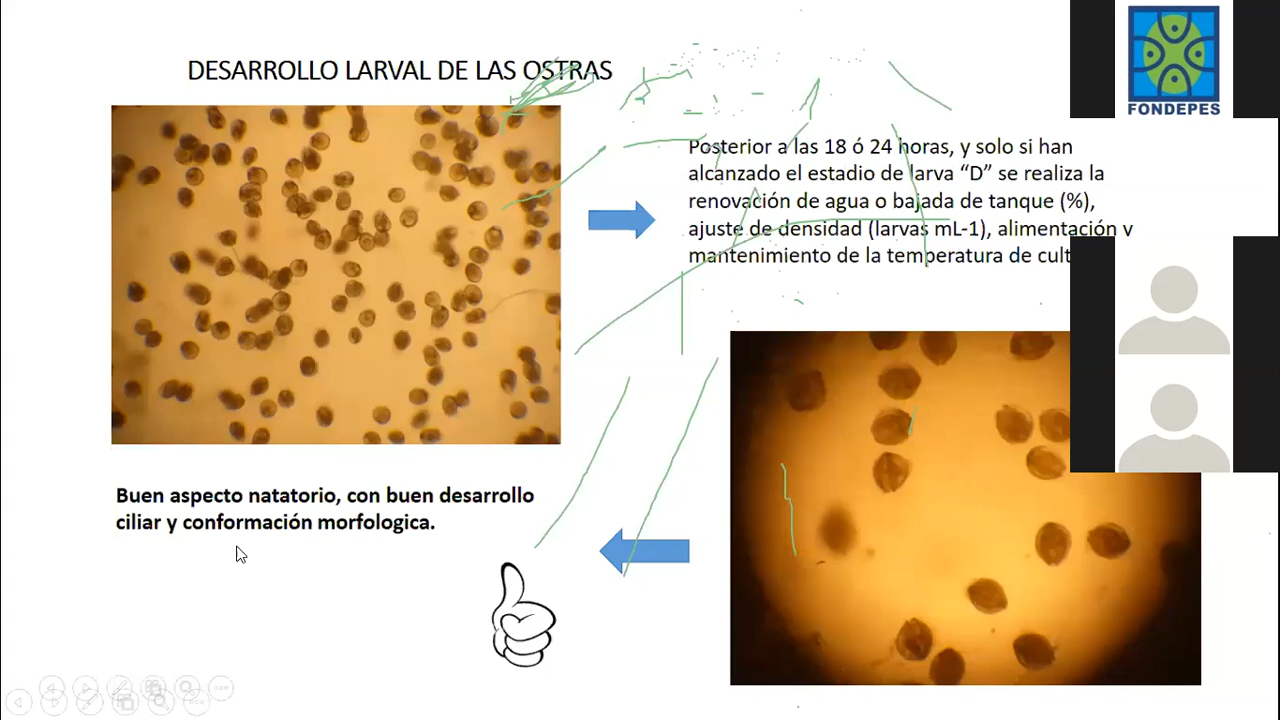 DESARROLLO LARVAL DE LAS OSTRAS
FONDEPES
Posterior a las 18 ó 24 horas, y solo si han
alcanzado el estadio de larva “D” se realiza la
renovación de agua o bajada de tanque (%),
ajuste de densidad (larvas mL-1), alimentación
mantenimiento de la temperatura de
Buen aspecto natatorio, con buen desarrollo
ciliar y conformación morfologica.